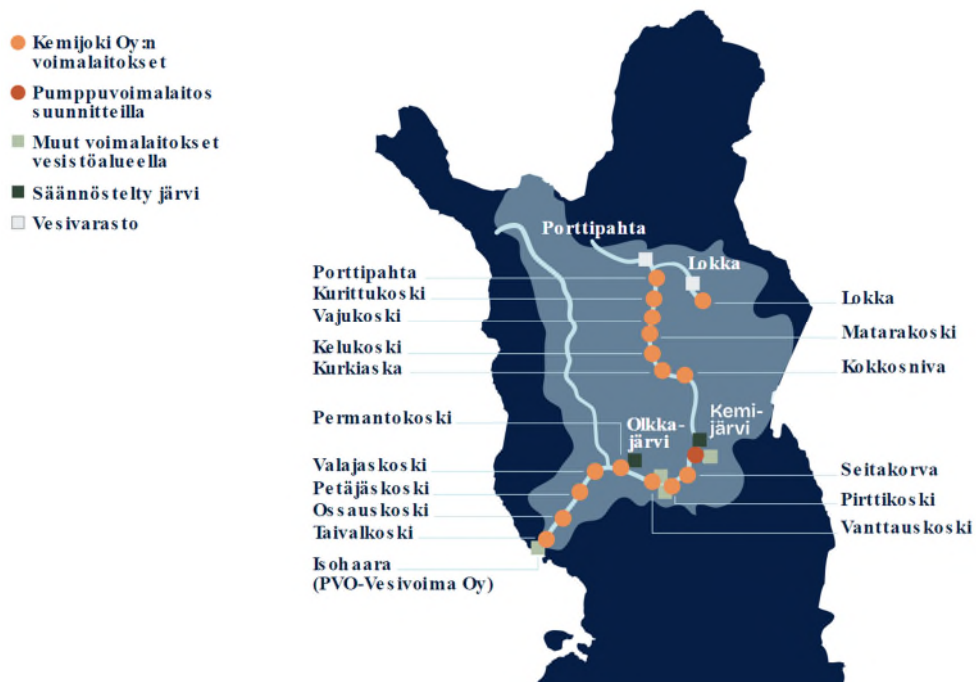 Kemijoki Oy:n
voimalaitokset
Pumppuvoimalaitos
suunnitteilla
Muut voimalaitokset
vesistöalueella
Säännöstelty järvi
Vesivarasto
Porttipahta
Lokka
Porttipahta
Kurittukoski
Vajukoski
Kelukoski
Kurkiaska
Permantokoski
Valajaskoski
Petäjäskoski
Ossauskoski
Taivalkoski
Isohaara
(PVO-Vesivoima Oy)
Olkka-
järvi
Kemi-
järvi
Lokka
Matarakoski
Kokkosniva
Seitakorva
Pirttikoski
Vanttauskoski